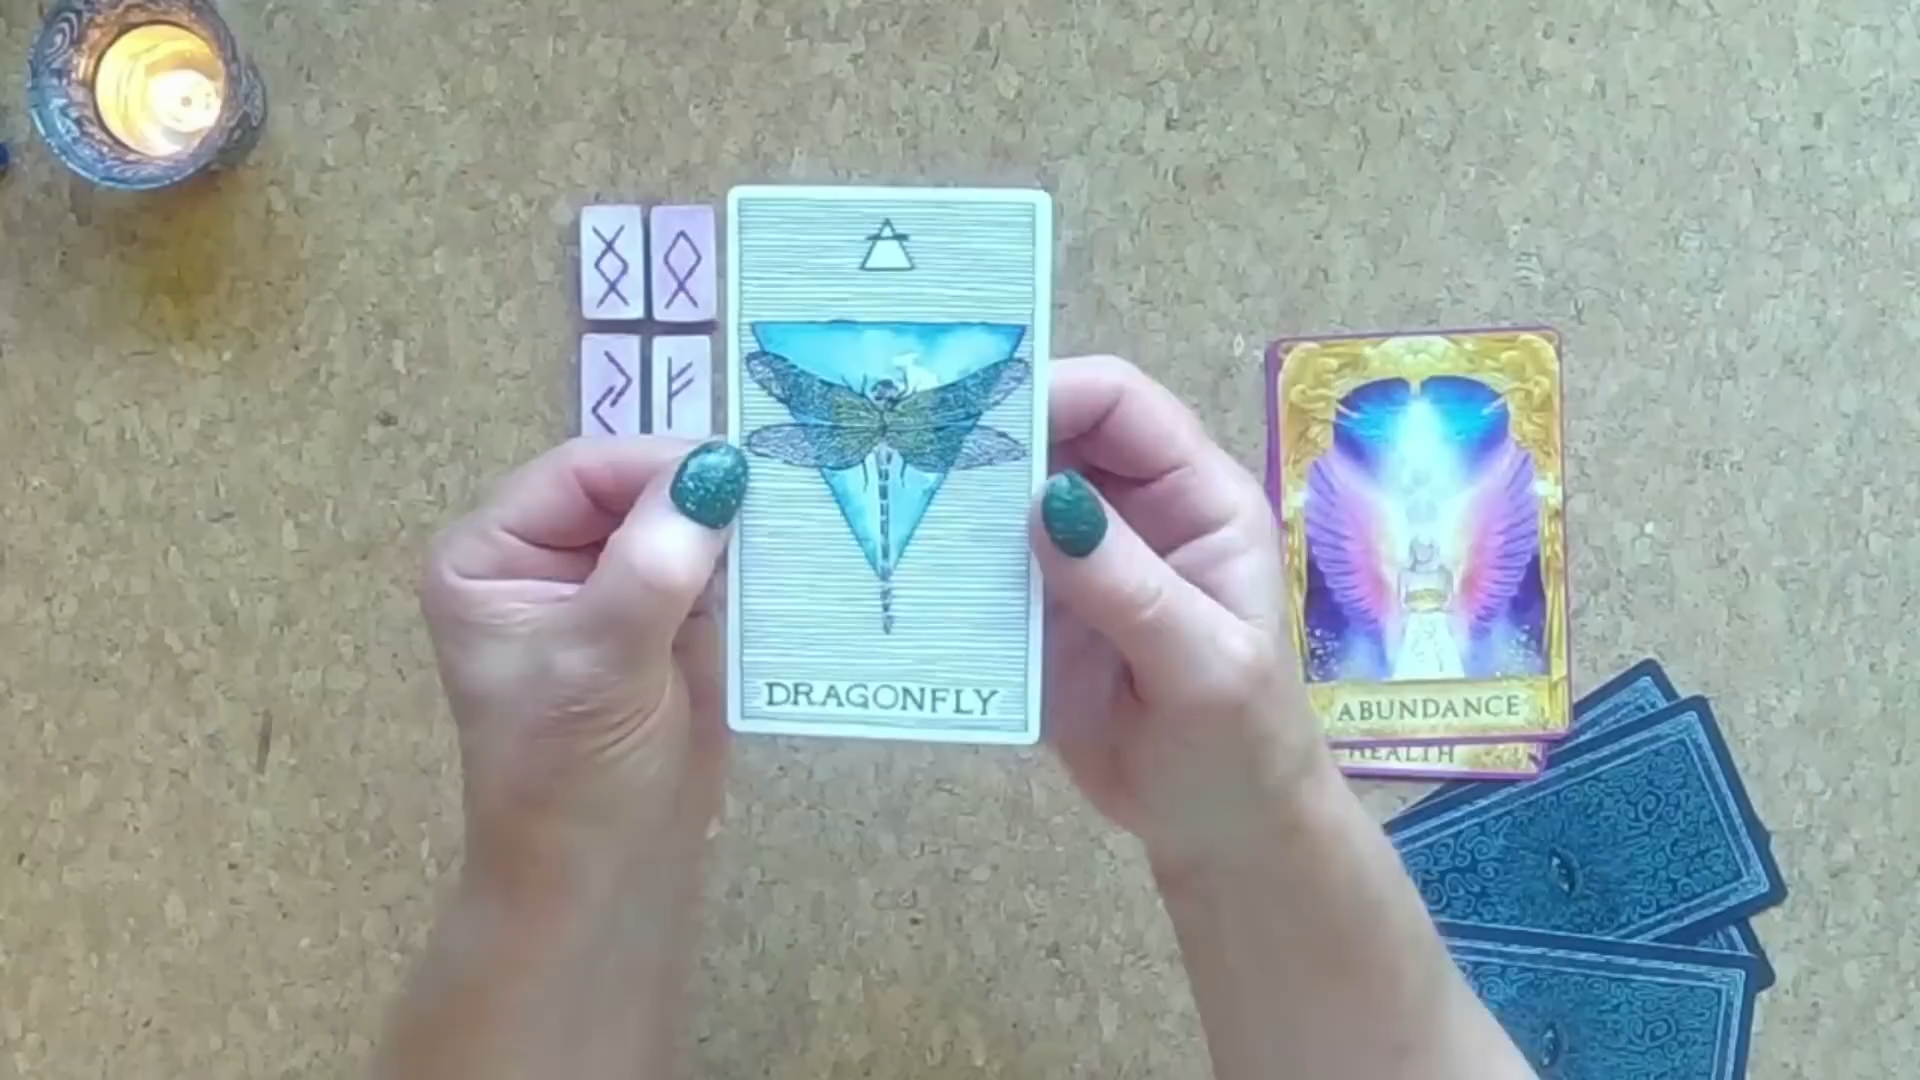 ᛝ ᛟ
ᛃ ᚠ
DRAGONFLY
ABUNDANCE
HEALTH